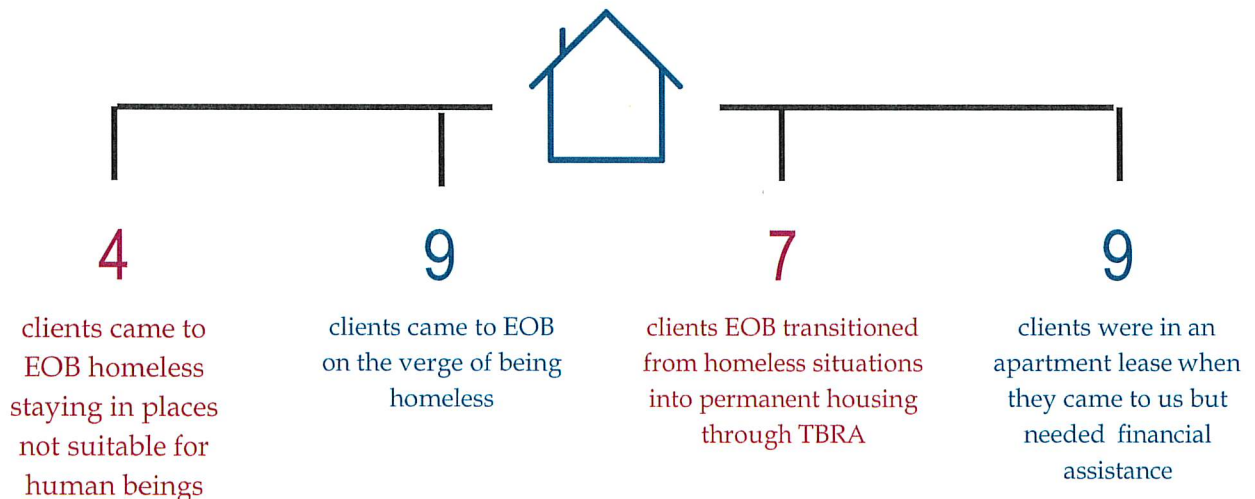 4
clients came to
EOB homeless
staying in places
not suitable for
human beings
9
clients came to EOB
on the verge of being
homeless
7
clients EOB transitioned
from homeless situations
into permanent housing
through TBRA
9
clients were in an
apartment lease when
they came to us but
needed financial
assistance